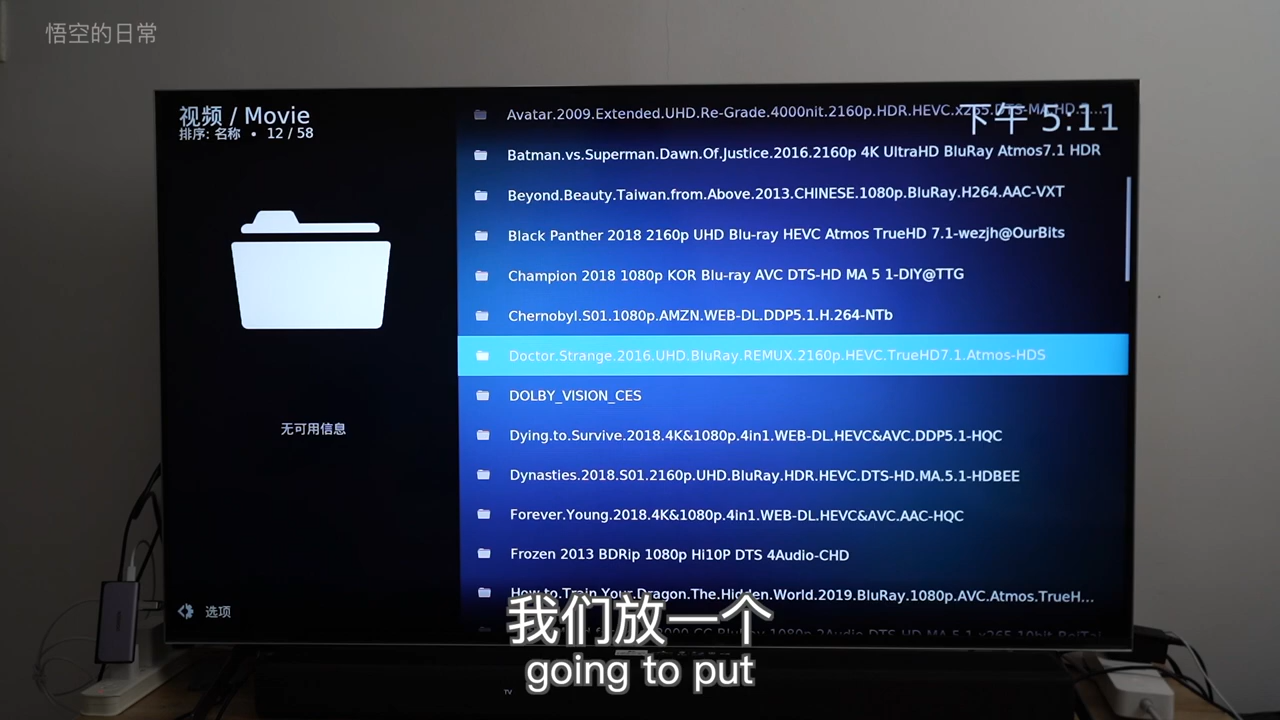 悟空的日常
视频 / Movie
排序: 名称 • 12 / 58
下午 5:11
Avatar.2009.Extended.UHD.Re-Grade.4000nit.2160p.HDR.HEVC.x265.DTS-MA.HD.
Batman.vs.Superman.Dawn.Of.Justice.2016.2160p 4K UltraHD BluRay Atmos7.1 HDR
Beyond.Beauty.Taiwan.from.Above.2013.CHINESE.1080p.BluRay.H264.AAC-VXT
Black Panther 2018 2160p UHD Blu-ray HEVC Atmos TrueHD 7.1-wezjh@OurBits
Champion 2018 1080p KOR Blu-ray AVC DTS-HD MA 5 1-DIY@TTG
Chernobyl.S01.1080p.AMZN.WEB-DL.DDP5.1.H.264-NTb
Doctor.Strange.2016.UHD.BluRay.REMUX.2160p.HEVC.TrueHD7.1.Atmos-HDS
DOLBY_VISION_CES
Dying.to.Survive.2018.4K&1080p.4in1.WEB-DL.HEVC&AVC.DDP5.1-HQC
Dynasties.2018.S01.2160p.UHD.BluRay.HDR.HEVC.DTS-HD.MA.5.1-HDBEE
Forever.Young.2018.4K&1080p.4in1.WEB-DL.HEVC&AVC.AAC-HQC
Frozen 2013 BDRip 1080p Hi10P DTS 4Audio-CHD
How.to.Train.Your.Dragon.The.Hidden.World.2019.BluRay.1080p.AVC.Atmos.TrueH...
无可用信息
选项
我们放一个
going to put
TV